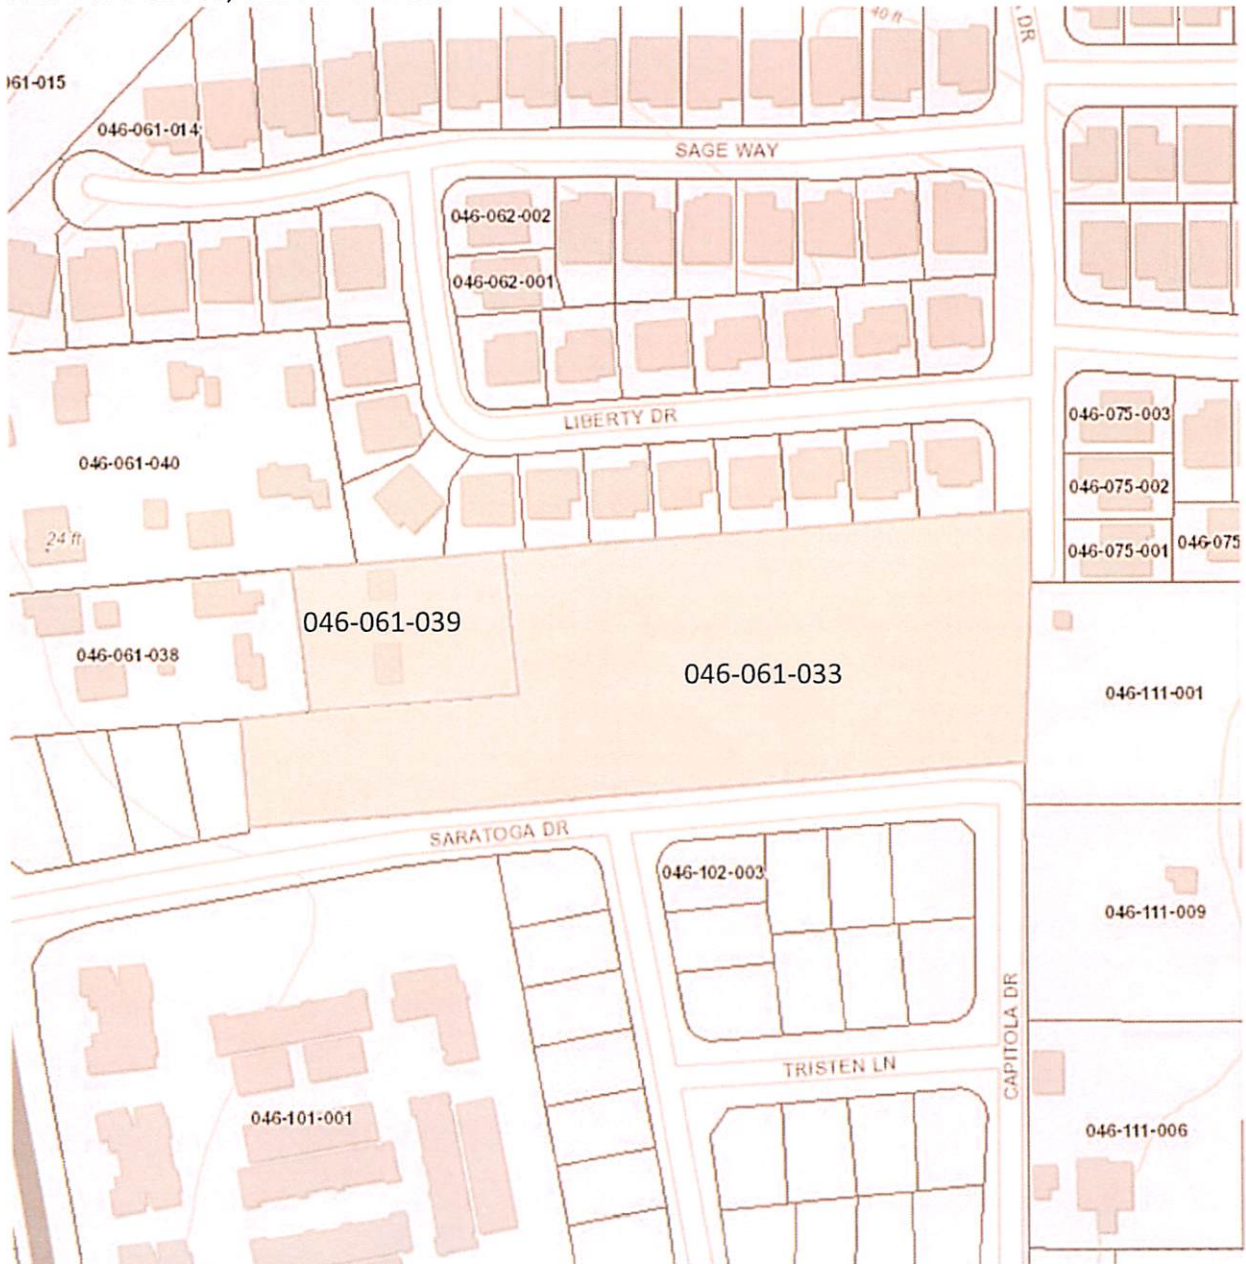 40 ft
DR
061-015
046-061-014
SAGE WAY
046-062-002
046-062-001
LIBERTY DR
046-075-003
046-061-040
046-075-002
24 ft
046-075-001
046-075
046-061-039
046-061-038
046-061-033
046-111-001
SARATOGA DR
046-102-003
046-111-009
CAPITOLA DR
TRISTEN LN
046-101-001
046-111-006